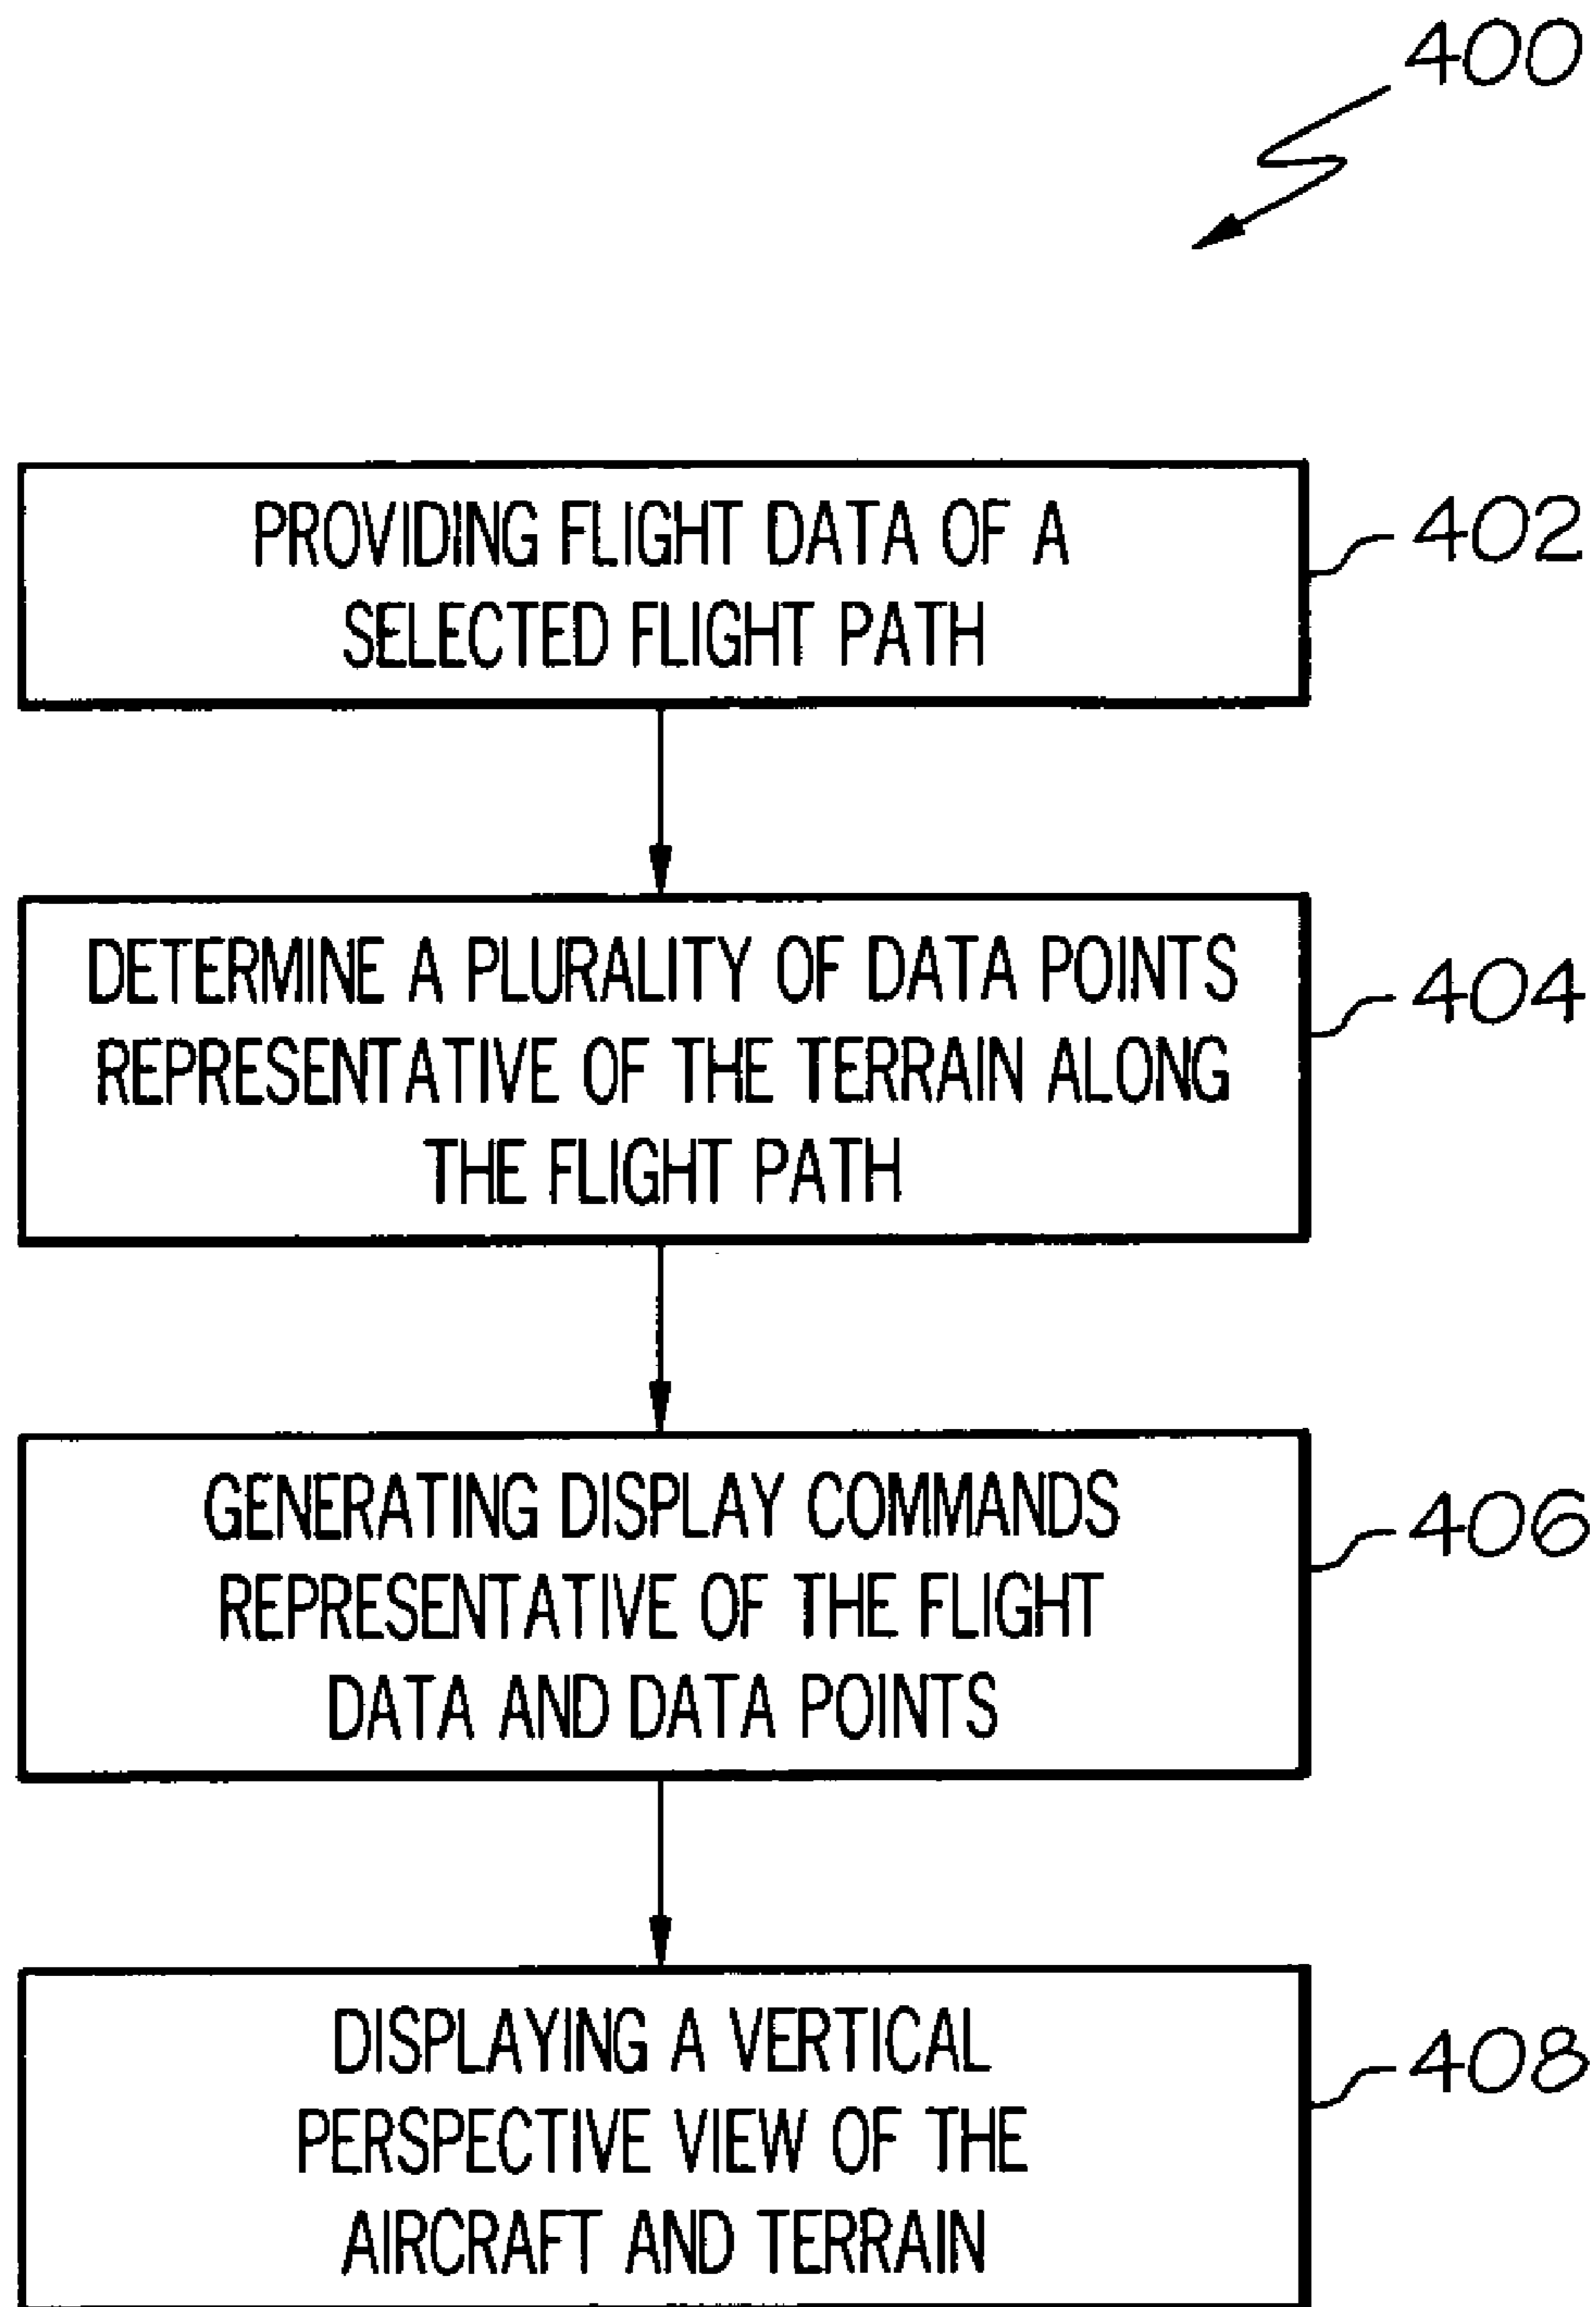 400
PROVIDING FLIGHT DATA OF A
SELECTED FLIGHT PATH
402
DETERMINE A PLURALITY OF DATA POINTS
REPRESENTATIVE OF THE TERRAIN ALONG
THE FLIGHT PATH
404
GENERATING DISPLAY COMMANDS
REPRESENTATIVE OF THE FLIGHT
DATA AND DATA POINTS
406
DISPLAYING A VERTICAL
PERSPECTIVE VIEW OF THE
AIRCRAFT AND TERRAIN
408